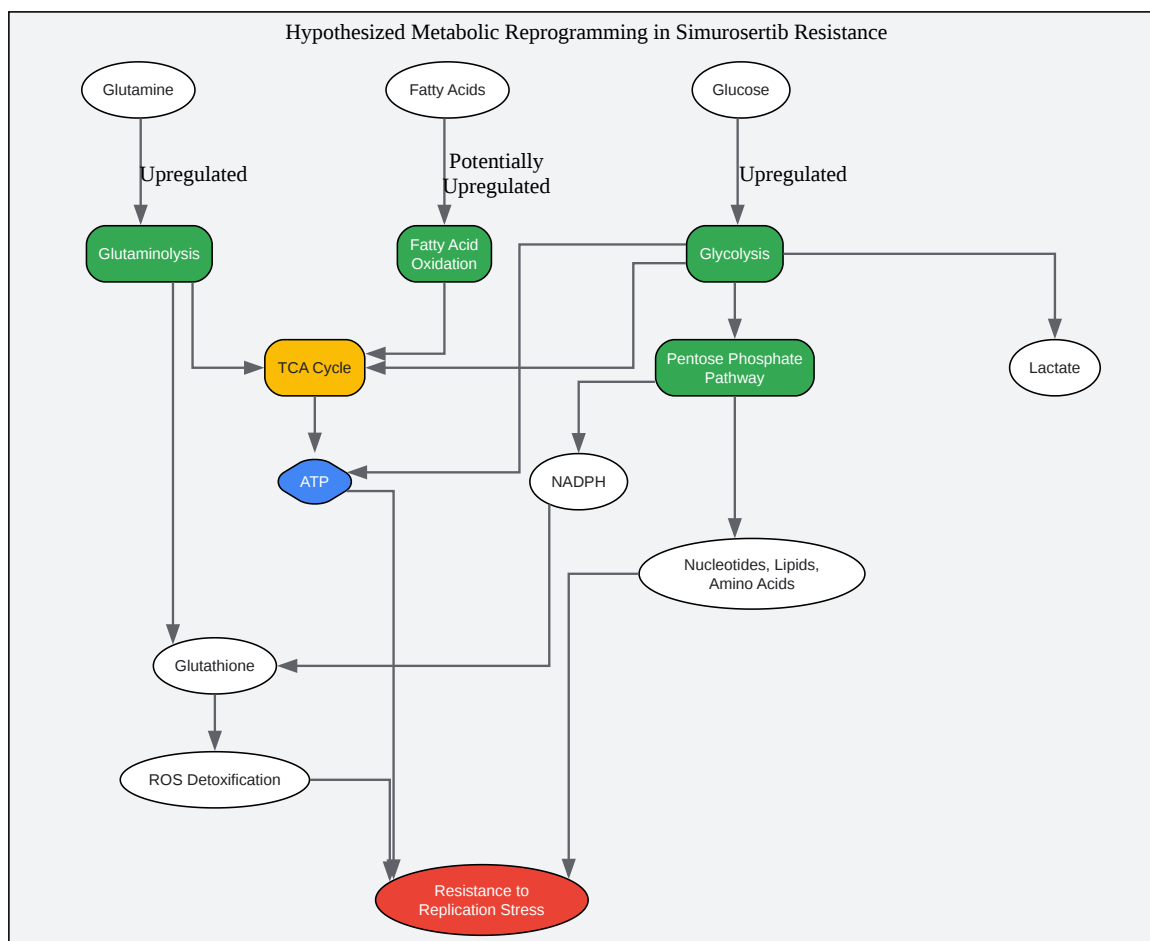 Hypothesized Metabolic Reprogramming in Simurosertib Resistance
Glutamine
Fatty Acids
Glucose
Upregulated
Potentially
Upregulated
Upregulated
Glutaminolysis
Fatty Acid
Oxidation
Glycolysis
TCA Cycle
Pentose Phosphate
Pathway
Lactate
ATP
NADPH
Nucleotides, Lipids,
Amino Acids
Glutathione
ROS Detoxification
Resistance to
Replication Stress